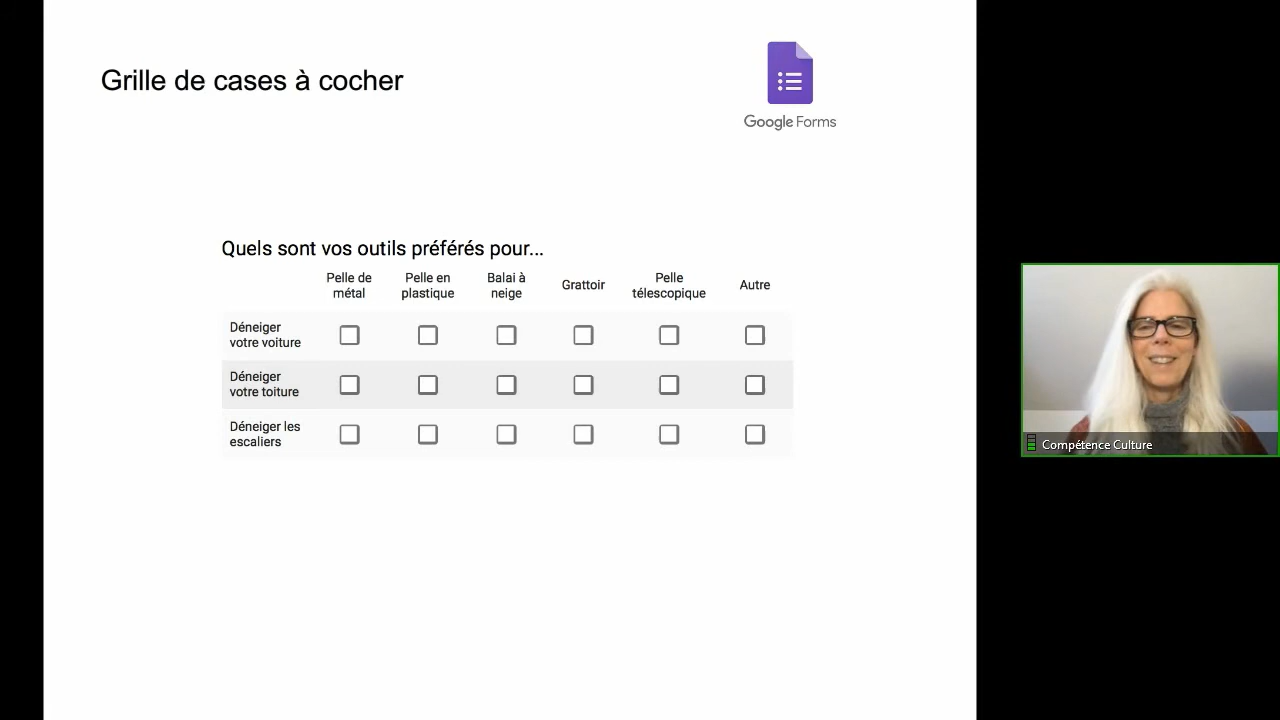 Grille de cases à cocher
Google Forms
Quels sont vos outils préférés pour...
Pelle de métal
Pelle en plastique
Balai à neige
Grattoir
Pelle télescopique
Autre
Déneiger
votre voiture
Déneiger
votre toiture
Déneiger les
escaliers
Compétence Culture